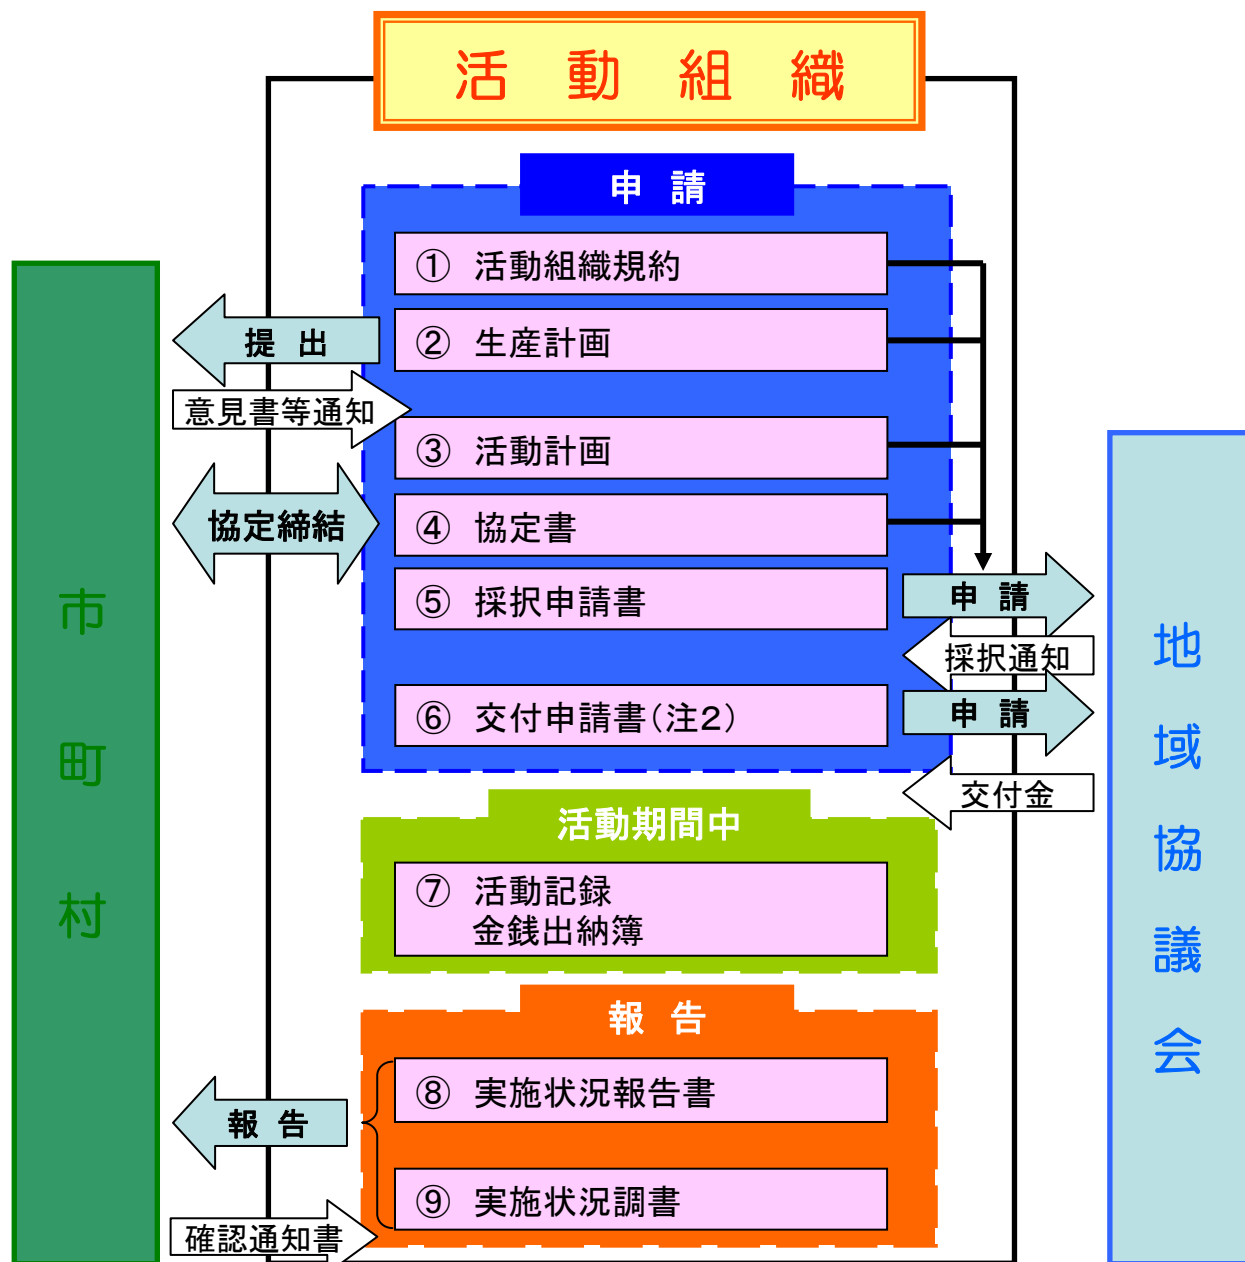 活動組織
申請
① 活動組織規約
提出
② 生産計画
意見書等通知
③ 活動計画
協定締結
④ 協定書
⑤ 採択申請書
申請
採択通知
⑥ 交付申請書(注2)
申請
交付金
市町村
地域協議会
活動期間中
⑦ 活動記録
金銭出納簿
報告
⑧ 実施状況報告書
報告
⑨ 実施状況調書
確認通知書